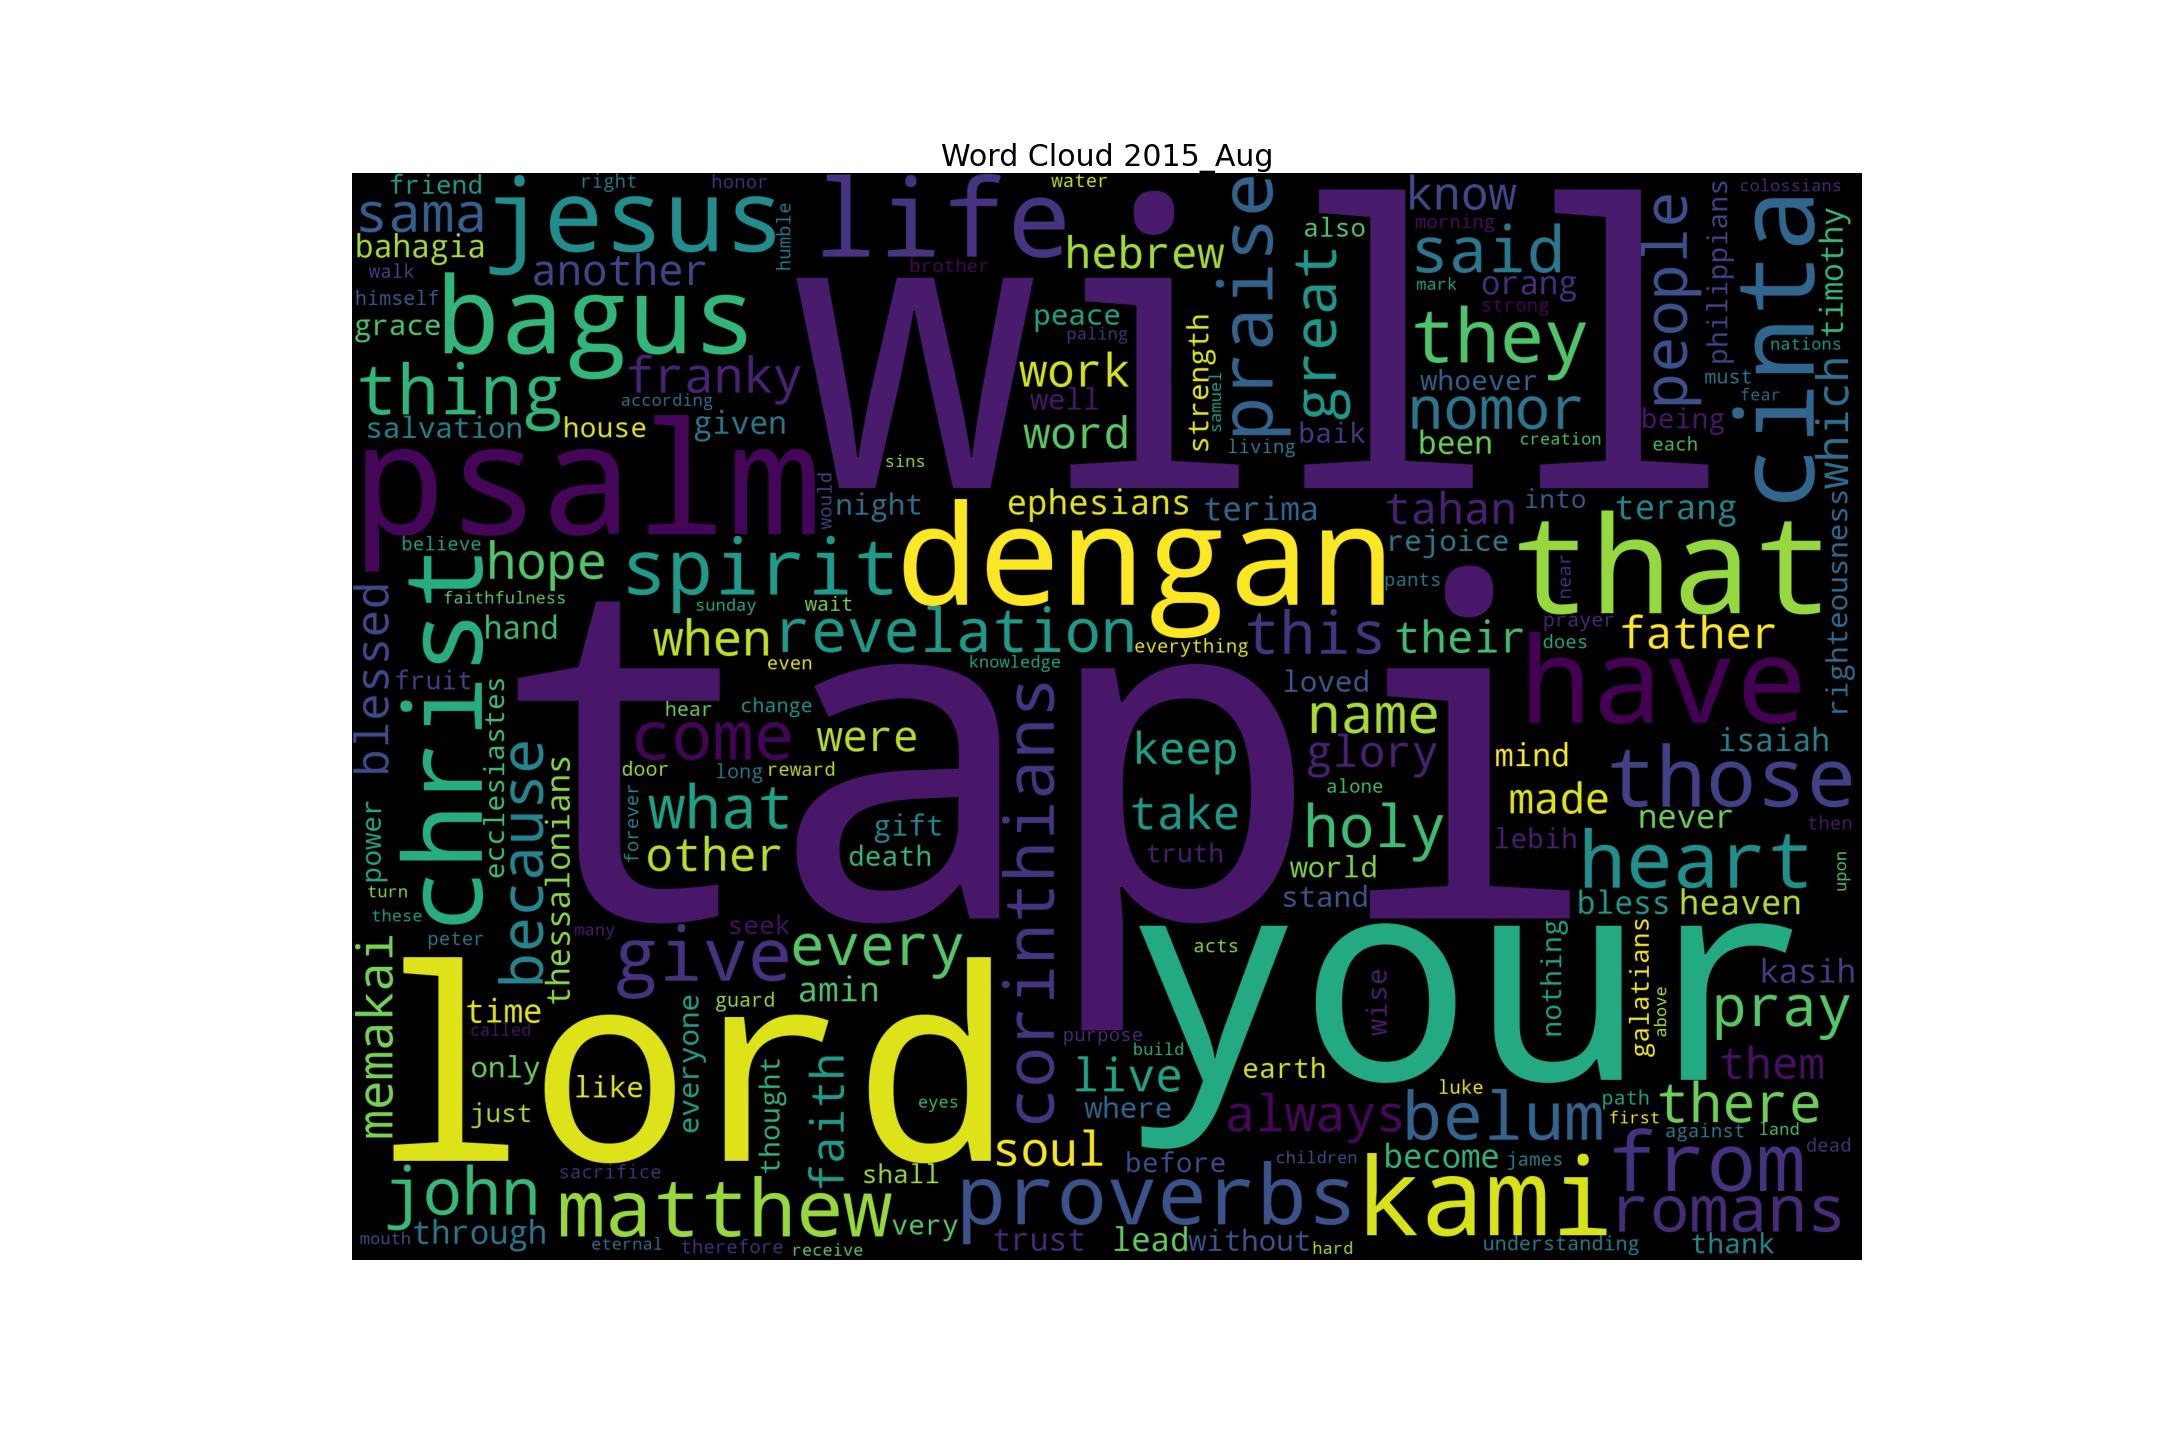 Word Cloud 2015_Aug
friend
right
honor
water
know
colossians
sama
jesus
life
will
praise
morning
people
philippians
cinta
timothy
humble
bahagia
another
hebrew
also
said
walk
brother
great
mark
orang
himself
bagus
peace
strength
strong
grace
paling
they
nations
thing
franky
work
samuel
whoever
must
which
according
well
nomor
fear
salvation
house
given
word
living
baik
been
creation
being
each
psalm
sins
would
night
ephesians
terima
tahan
into
terang
righteousness
believe
hope
spirit
dengan
rejoice
that
christ
pants
near
faithfulness
sunday
wait
blessed
hand
when
revelation
everything
this
their
prayer
does
father
even
knowledge
fruit
ecclesiastes
tapi
corinthians
loved
have
hear
change
name
come
were
keep
glory
mind
isaiah
because
thessalonians
door
long
reward
those
forever
what
gift
take
alone
made
never
then
power
other
death
truth
holy
lebih
world
heart
upon
turn
stand
bless
heaven
these
peter
many
seek
memakai
give
every
acts
your
nothing
galatians
kasih
lord
amin
wise
above
pray
time
guard
called
everyone
purpose
build
them
only
thought
faith
live
earth
like
just
eyes
where
always
luke
belum
path
first
there
soul
against
land
john
sacrifice
shall
before
children
become
james
from
dead
matthew
proverbs
kami
romans
mouth
through
very
eternal
therefore
receive
trust
lead
without
hard
understanding
thank